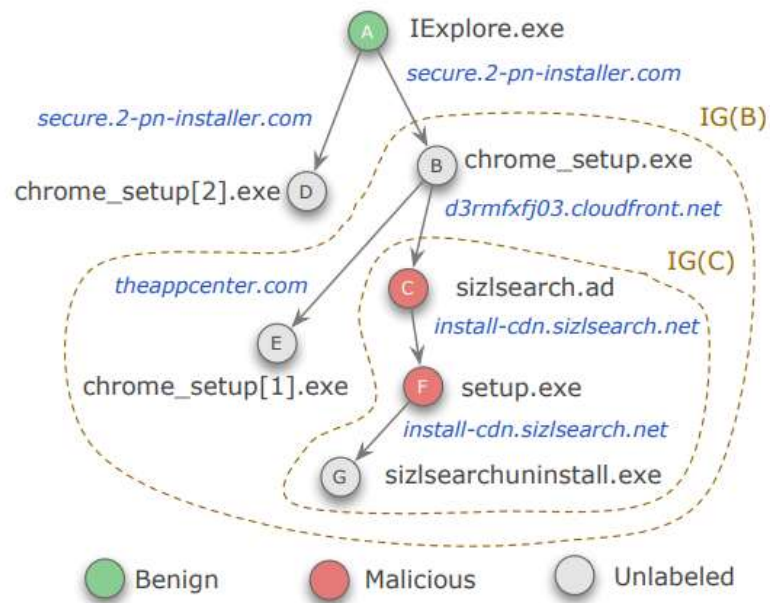 A
IExplore.exe
secure.2-pn-installer.com
secure.2-pn-installer.com
IG(B)
B
chrome_setup.exe
D
chrome_setup[2].exe
d3rmfxfj03.cloudfront.net
IG(C)
theappcenter.com
C
sizlsearch.ad
install-cdn.sizlsearch.net
E
chrome_setup[1].exe
F
setup.exe
install-cdn.sizlsearch.net
G
sizlsearchuninstall.exe
Benign
Malicious
Unlabeled